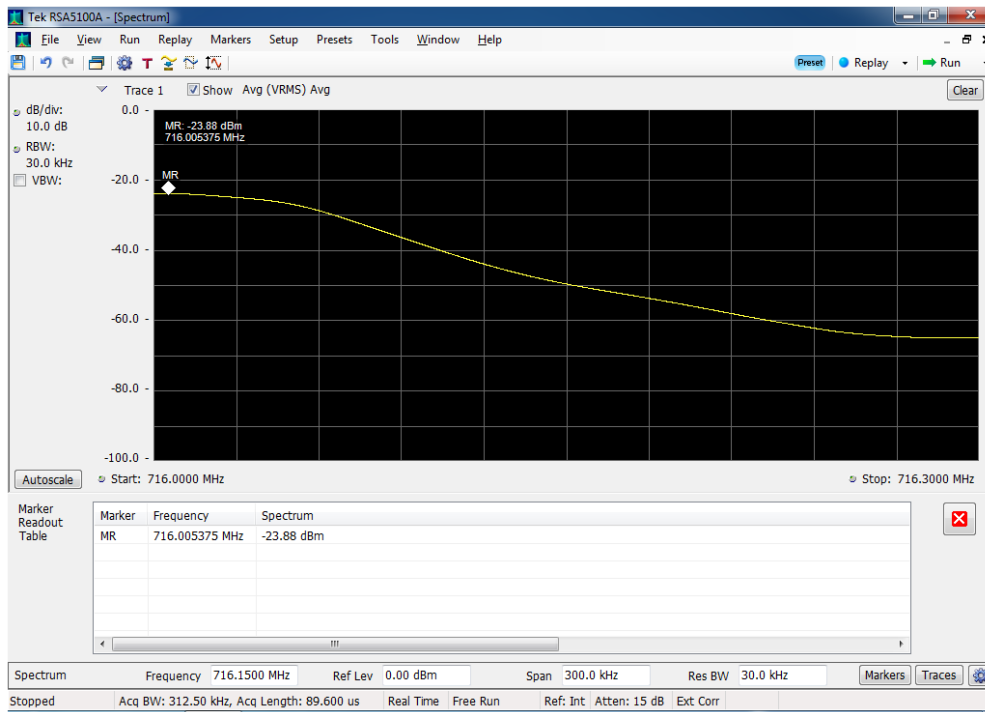 Tek RSA5100A - [Spectrum]
File View Run Replay Markers Setup Presets Tools Window Help
T Preset Replay Run
Trace 1 Show Avg (VRMS) Avg Clear
dB/div:
10.0 dB
RBW:
30.0 kHz
VBW:
0.0
-20.0
-40.0
-60.0
-80.0
-100.0
MR: -23.88 dBm
716.005375 MHz
MR
Autoscale Start: 716.0000 MHz Stop: 716.3000 MHz
Marker
Readout
Table
Marker Frequency Spectrum
MR 716.005375 MHz -23.88 dBm
Spectrum Frequency 716.1500 MHz Ref Lev 0.00 dBm Span 300.0 kHz Res BW 30.0 kHz Markers Traces
Stopped Acq BW: 312.50 kHz, Acq Length: 89.600 us Real Time Free Run Ref: Int Atten: 15 dB Ext Corr